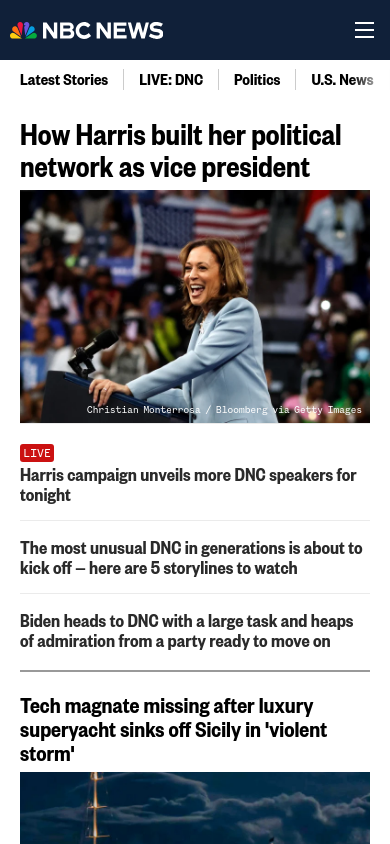 NBC NEWS
Latest Stories
LIVE: DNC
Politics
U.S. News
How Harris built her political
network as vice president
Christian Monterrosa / Bloomberg via Getty Images
LIVE
Harris campaign unveils more DNC speakers for
tonight
The most unusual DNC in generations is about to
kick off — here are 5 storylines to watch
Biden heads to DNC with a large task and heaps
of admiration from a party ready to move on
Tech magnate missing after luxury
superyacht sinks off Sicily in 'violent
storm'